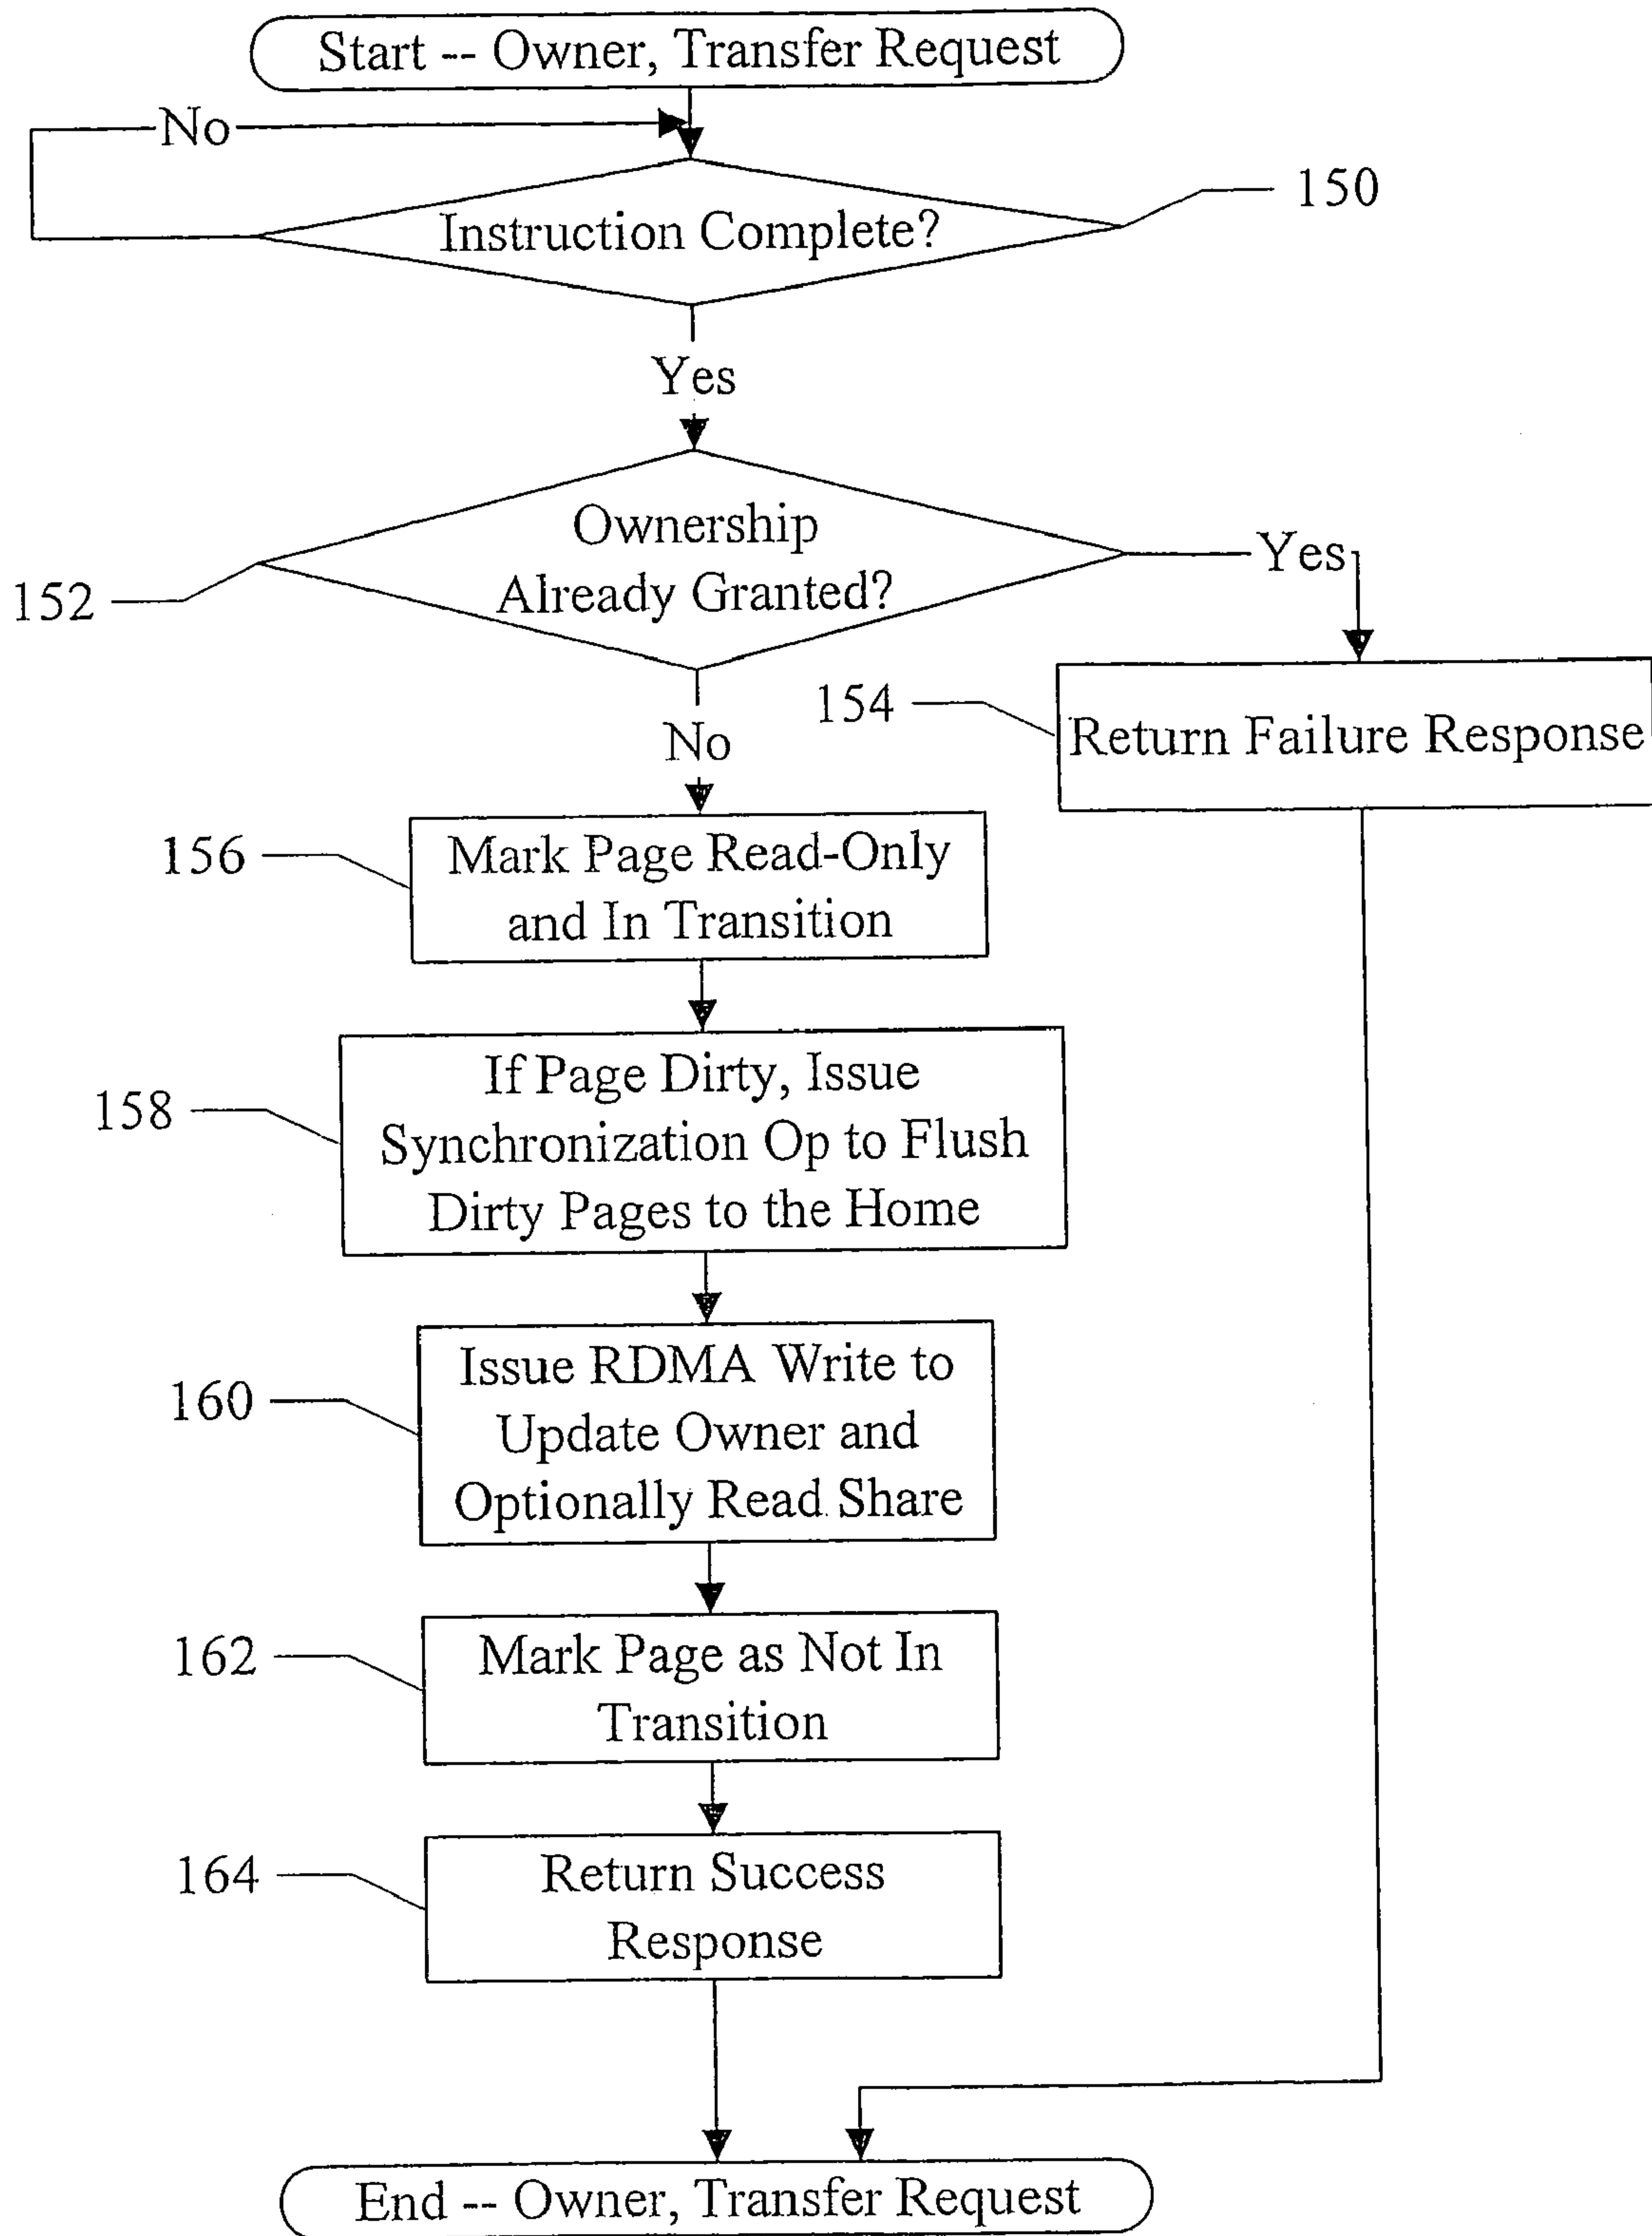 Start -- Owner, Transfer Request
No
150
Instruction Complete?
Yes
Ownership
Already Granted?
Yes
152
154
No
Return Failure Response
156
Mark Page Read-Only
and In Transition
158
If Page Dirty, Issue
Synchronization Op to Flush
Dirty Pages to the Home
160
Issue RDMA Write to
Update Owner and
Optionally Read Share
162
Mark Page as Not In
Transition
164
Return Success
Response
End -- Owner, Transfer Request